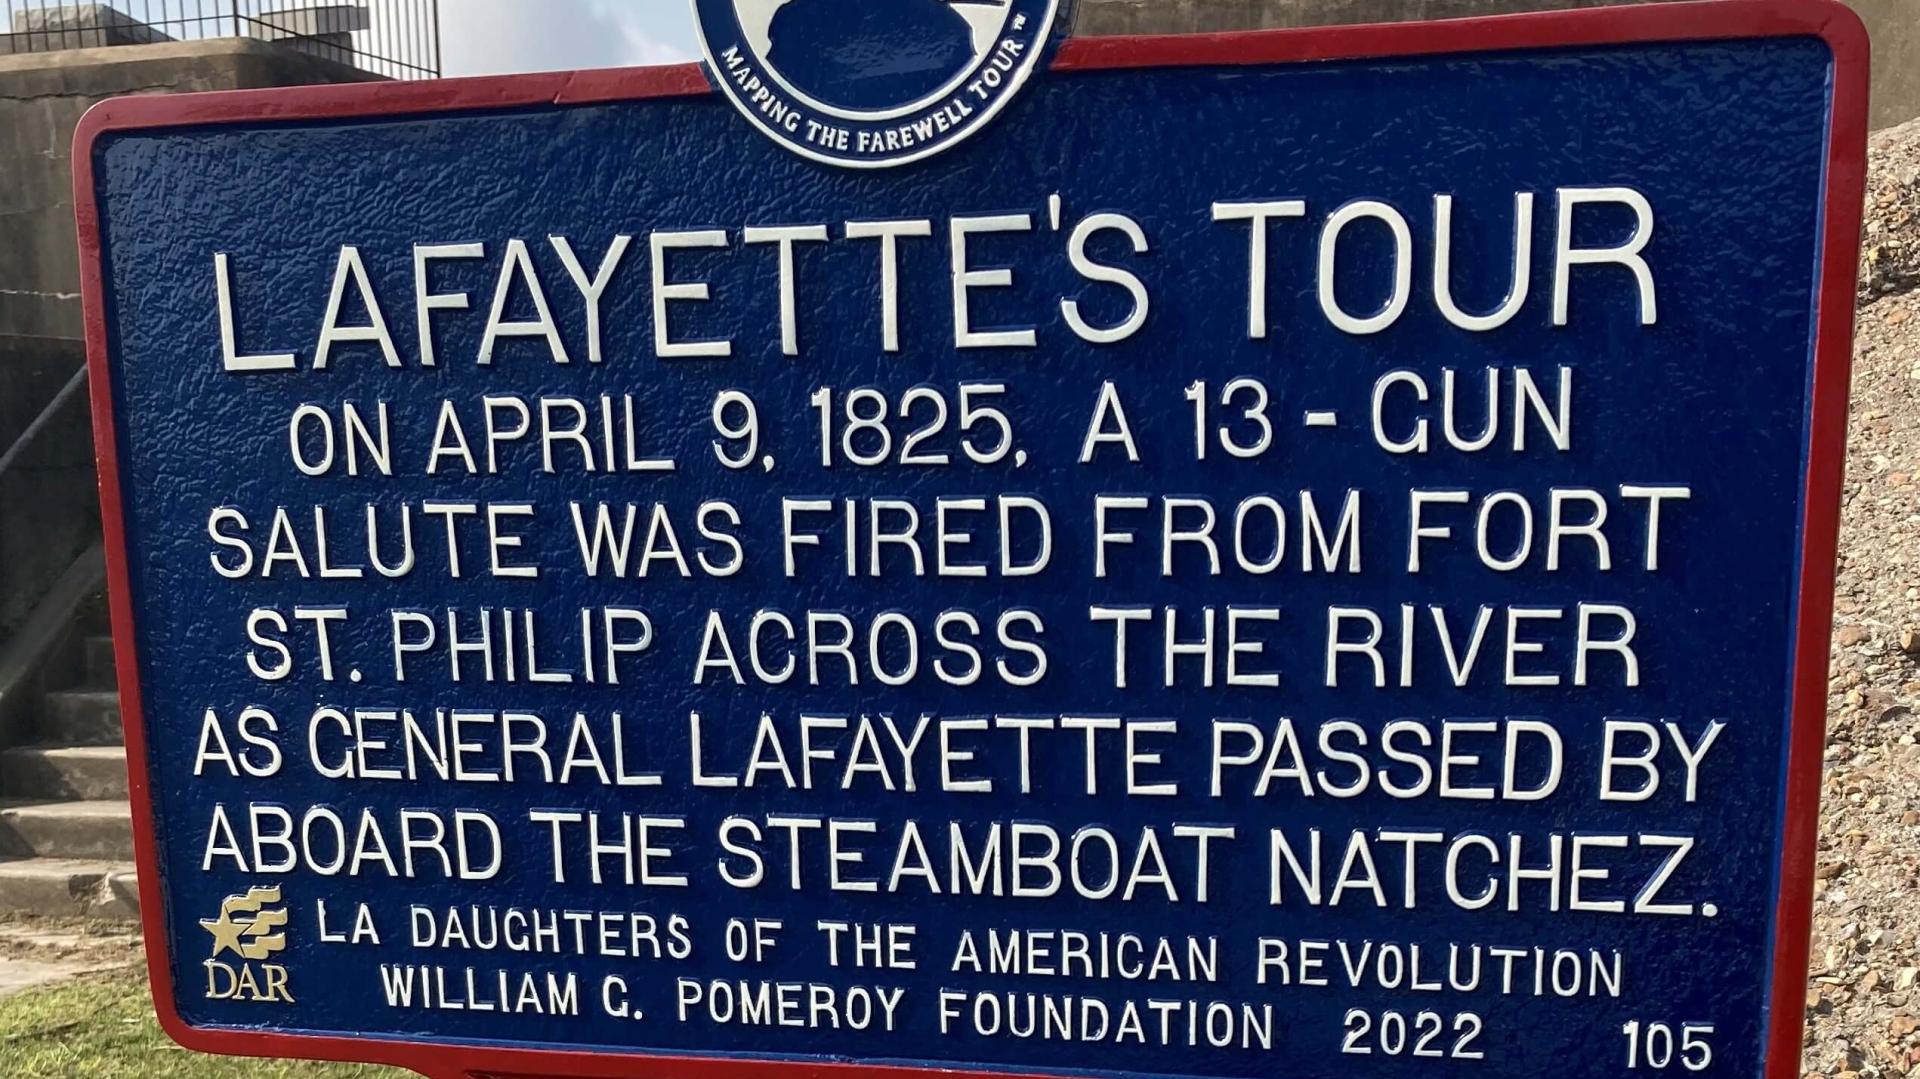 MAPPING THE FAREWELL TOUR™
LAFAYETTE'S TOUR
ON APRIL 9, 1825, A 13 - GUN
SALUTE WAS FIRED FROM FORT
ST. PHILIP ACROSS THE RIVER
AS GENERAL LAFAYETTE PASSED BY
ABOARD THE STEAMBOAT NATCHEZ.
LA DAUGHTERS OF THE AMERICAN REVOLUTION
WILLIAM G. POMEROY FOUNDATION 2022 105
DAR